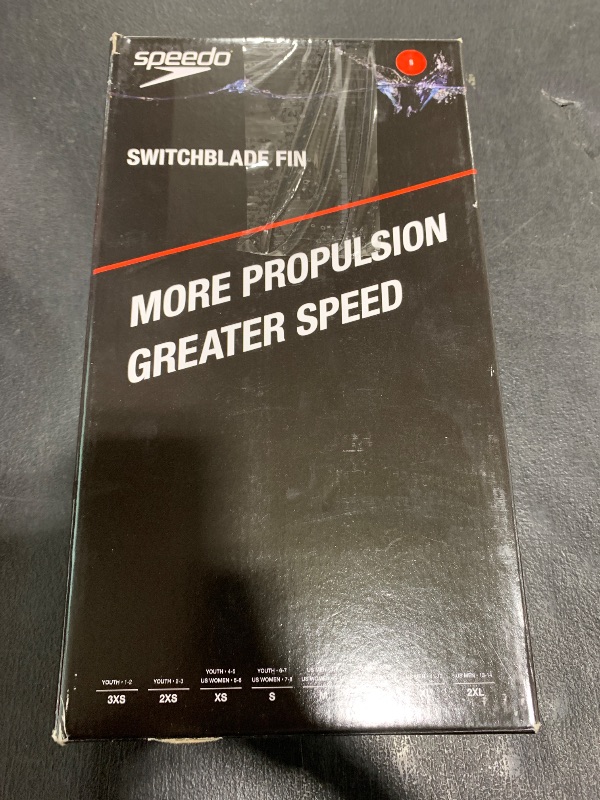 speedo
SWITCHBLADE FIN
MORE PROPULSION
GREATER SPEED
YOUTH • 1-2
3XS
YOUTH • 2-3
2XS
YOUTH • 4-5
US WOMEN • 5-6
XS
YOUTH • 6-7
US WOMEN • 7-8
S
2XL